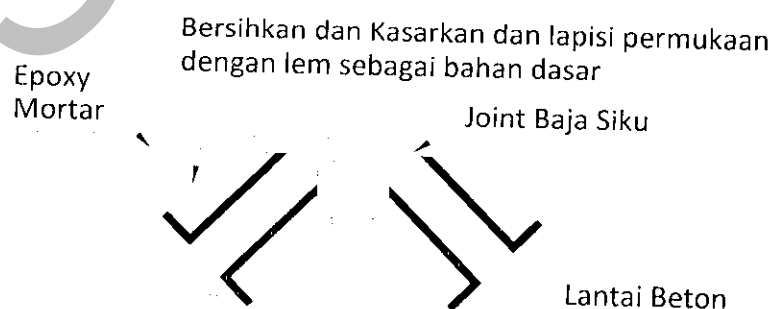 Bersihkan dan Kasarkan dan lapisi permukaan
dengan lem sebagai bahan dasar
Epoxy
Mortar
Joint Baja Siku
Lantai Beton